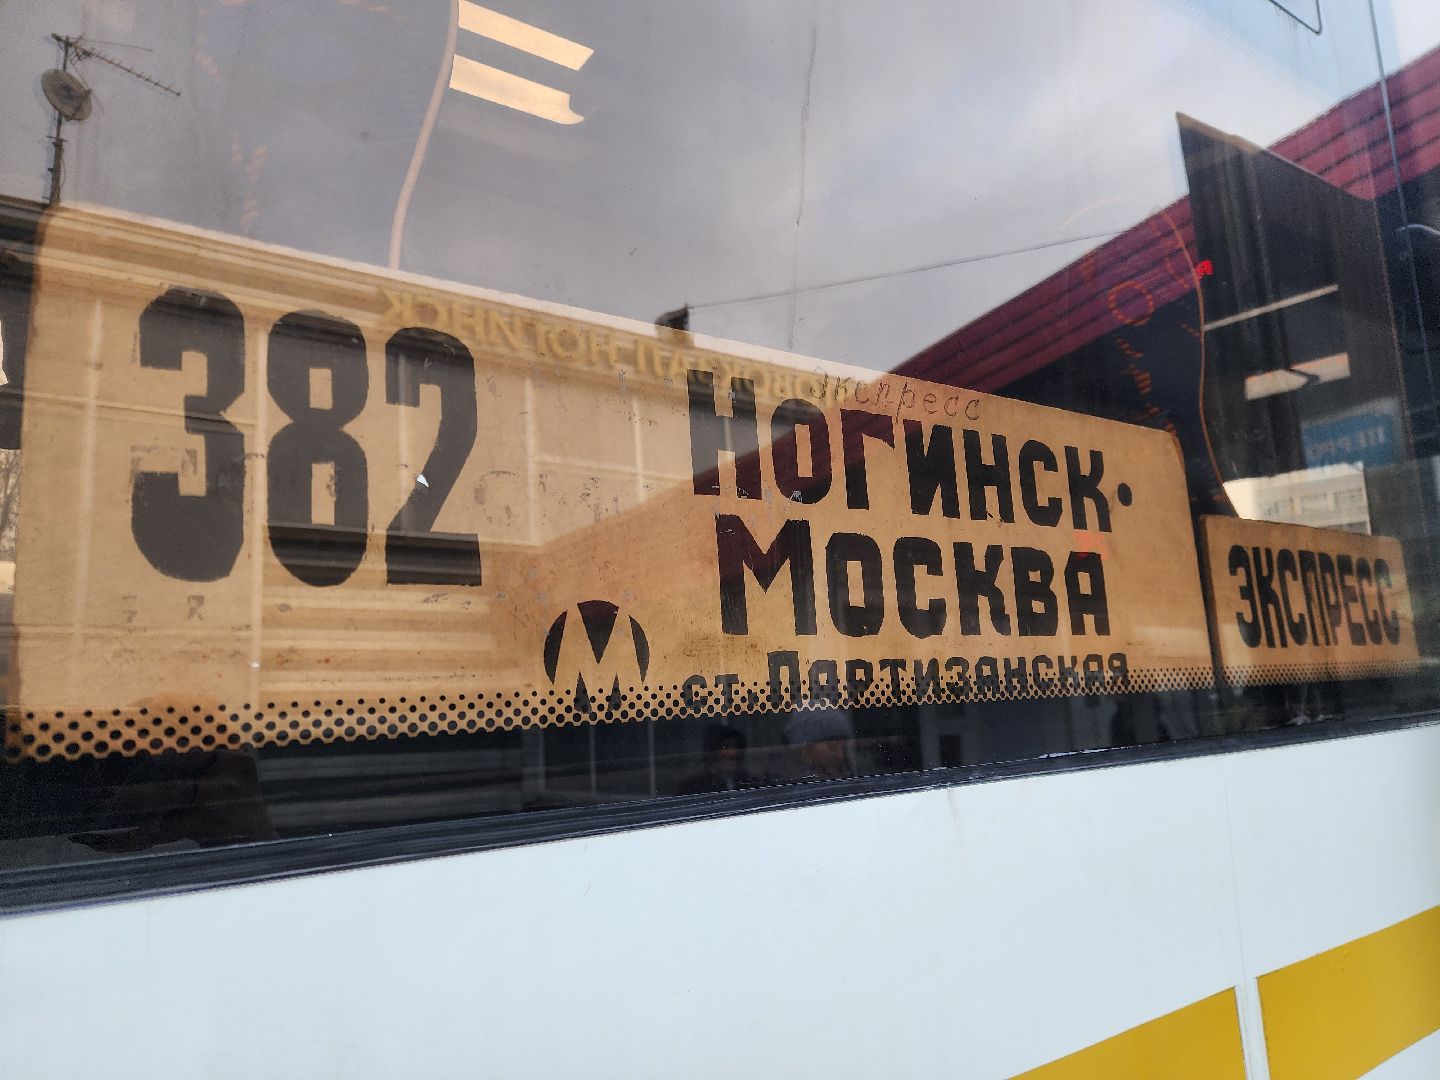 382
экспресс
НОГИНСК-
МОСКВА
М ст. ПАРТИЗАНСКАЯ
ЭКСПРЕСС